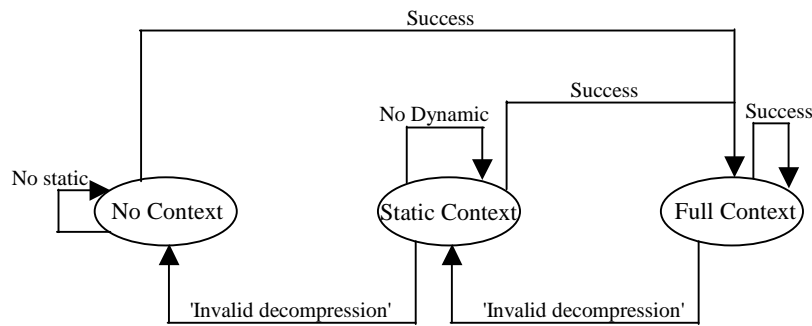 Success
Success
No Dynamic
Success
No static
No Context
Static Context
Full Context
'Invalid decompression'
'Invalid decompression'